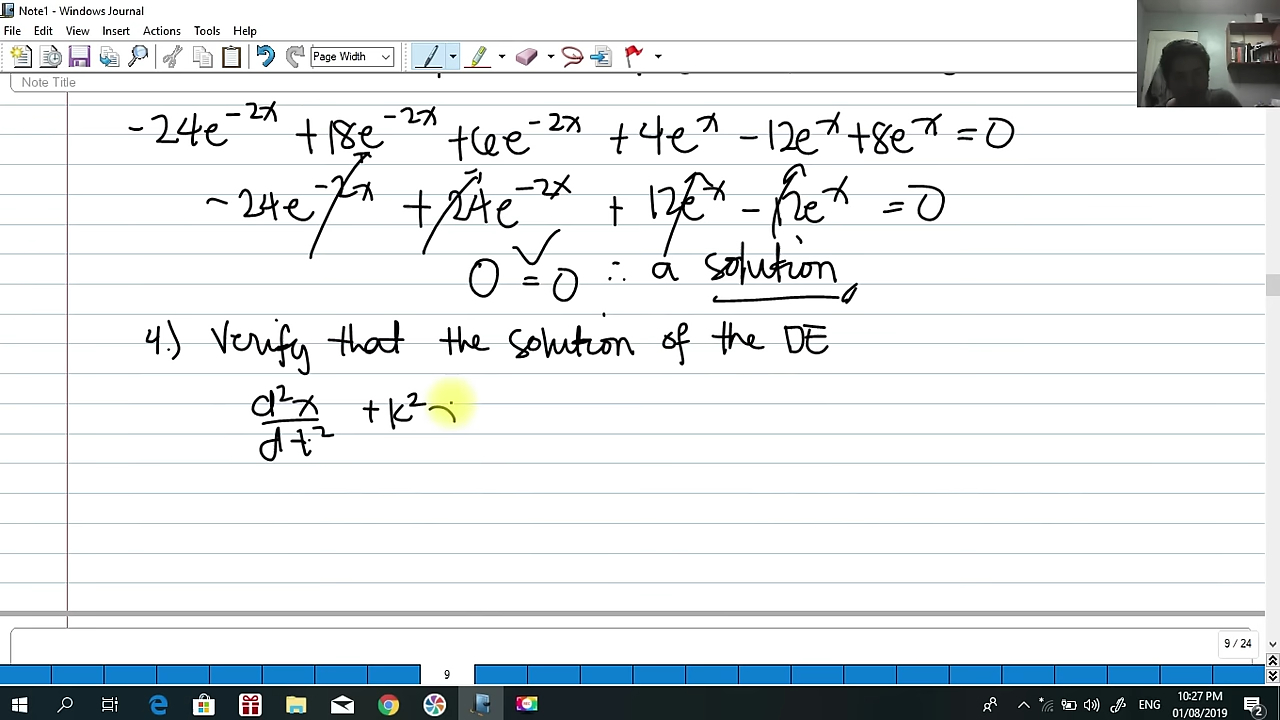 Note1 - Windows Journal
File Edit View Insert Actions Tools Help
Page Width
Note Title
-24e^-2x +18e^-2x +6e^-2x +4e^x -12e^x +8e^x = 0
-24e^-2x + 24e^-2x + 12e^x - 12e^x = 0
0 = 0 ∴ a solution
4.) Verify that the solution of the DE
d²x/dt² + k²
9 / 24
9
ENG
10:27 PM
01/08/2019
2